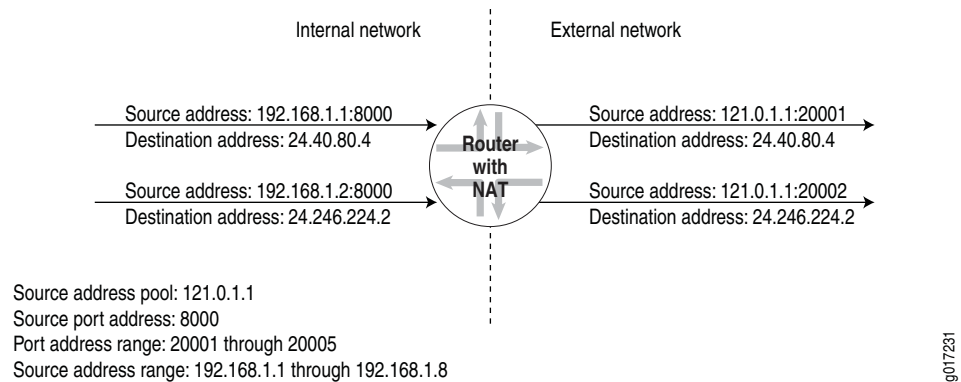 Internal network
External network
Source address: 192.168.1.1:8000
Destination address: 24.40.80.4
Source address: 121.0.1.1:20001
Destination address: 24.40.80.4
Router
with
NAT
Source address: 192.168.1.2:8000
Destination address: 24.246.224.2
Source address: 121.0.1.1:20002
Destination address: 24.246.224.2
Source address pool: 121.0.1.1
Source port address: 8000
Port address range: 20001 through 20005
Source address range: 192.168.1.1 through 192.168.1.8
g017231